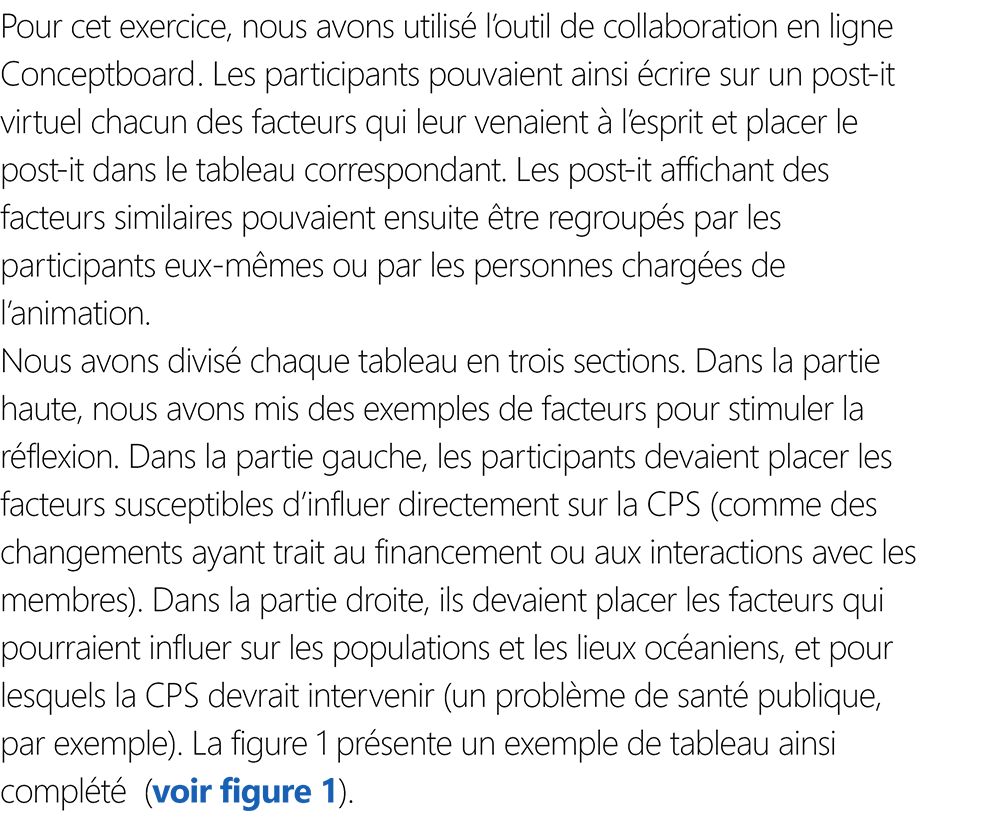 Pour cet exercice, nous avons utilisé l’outil de collaboration en ligne
Conceptboard. Les participants pouvaient ainsi écrire sur un post-it
virtuel chacun des facteurs qui leur venaient à l’esprit et placer le
post-it dans le tableau correspondant. Les post-it affichant des
facteurs similaires pouvaient ensuite être regroupés par les
participants eux-mêmes ou par les personnes chargées de
l’animation.
Nous avons divisé chaque tableau en trois sections. Dans la partie
haute, nous avons mis des exemples de facteurs pour stimuler la
réflexion. Dans la partie gauche, les participants devaient placer les
facteurs susceptibles d’influer directement sur la CPS (comme des
changements ayant trait au financement ou aux interactions avec les
membres). Dans la partie droite, ils devaient placer les facteurs qui
pourraient influer sur les populations et les lieux océaniens, et pour
lesquels la CPS devrait intervenir (un problème de santé publique,
par exemple). La figure 1 présente un exemple de tableau ainsi
complété  (voir figure 1).